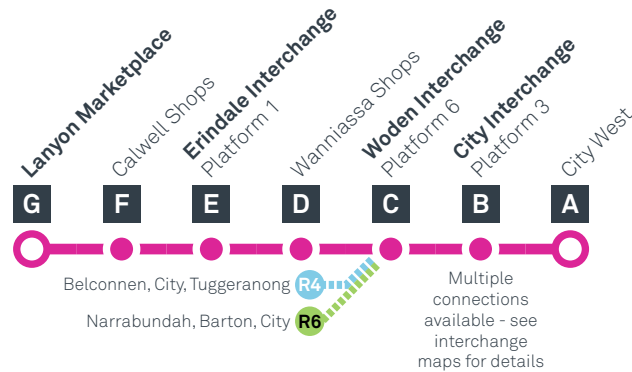 Lanyon Marketplace
Calwell Shops
Erindale Interchange
Platform 1
Wanniassa Shops
Woden Interchange
Platform 6
City Interchange
Platform 3
City West
G
F
E
D
C
B
A
Belconnen, City, Tuggeranong R4
Narrabundah, Barton, City R6
Multiple
connections
available - see
interchange
maps for details